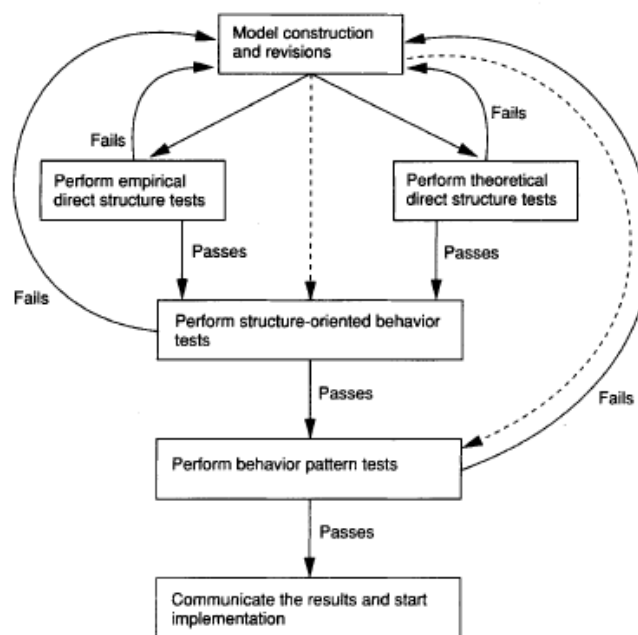 Model construction
and revisions
Fails
Fails
Perform empirical
direct structure tests
Perform theoretical
direct structure tests
Passes
Passes
Fails
Perform structure-oriented behavior
tests
Passes
Fails
Perform behavior pattern tests
Passes
Communicate the results and start
implementation